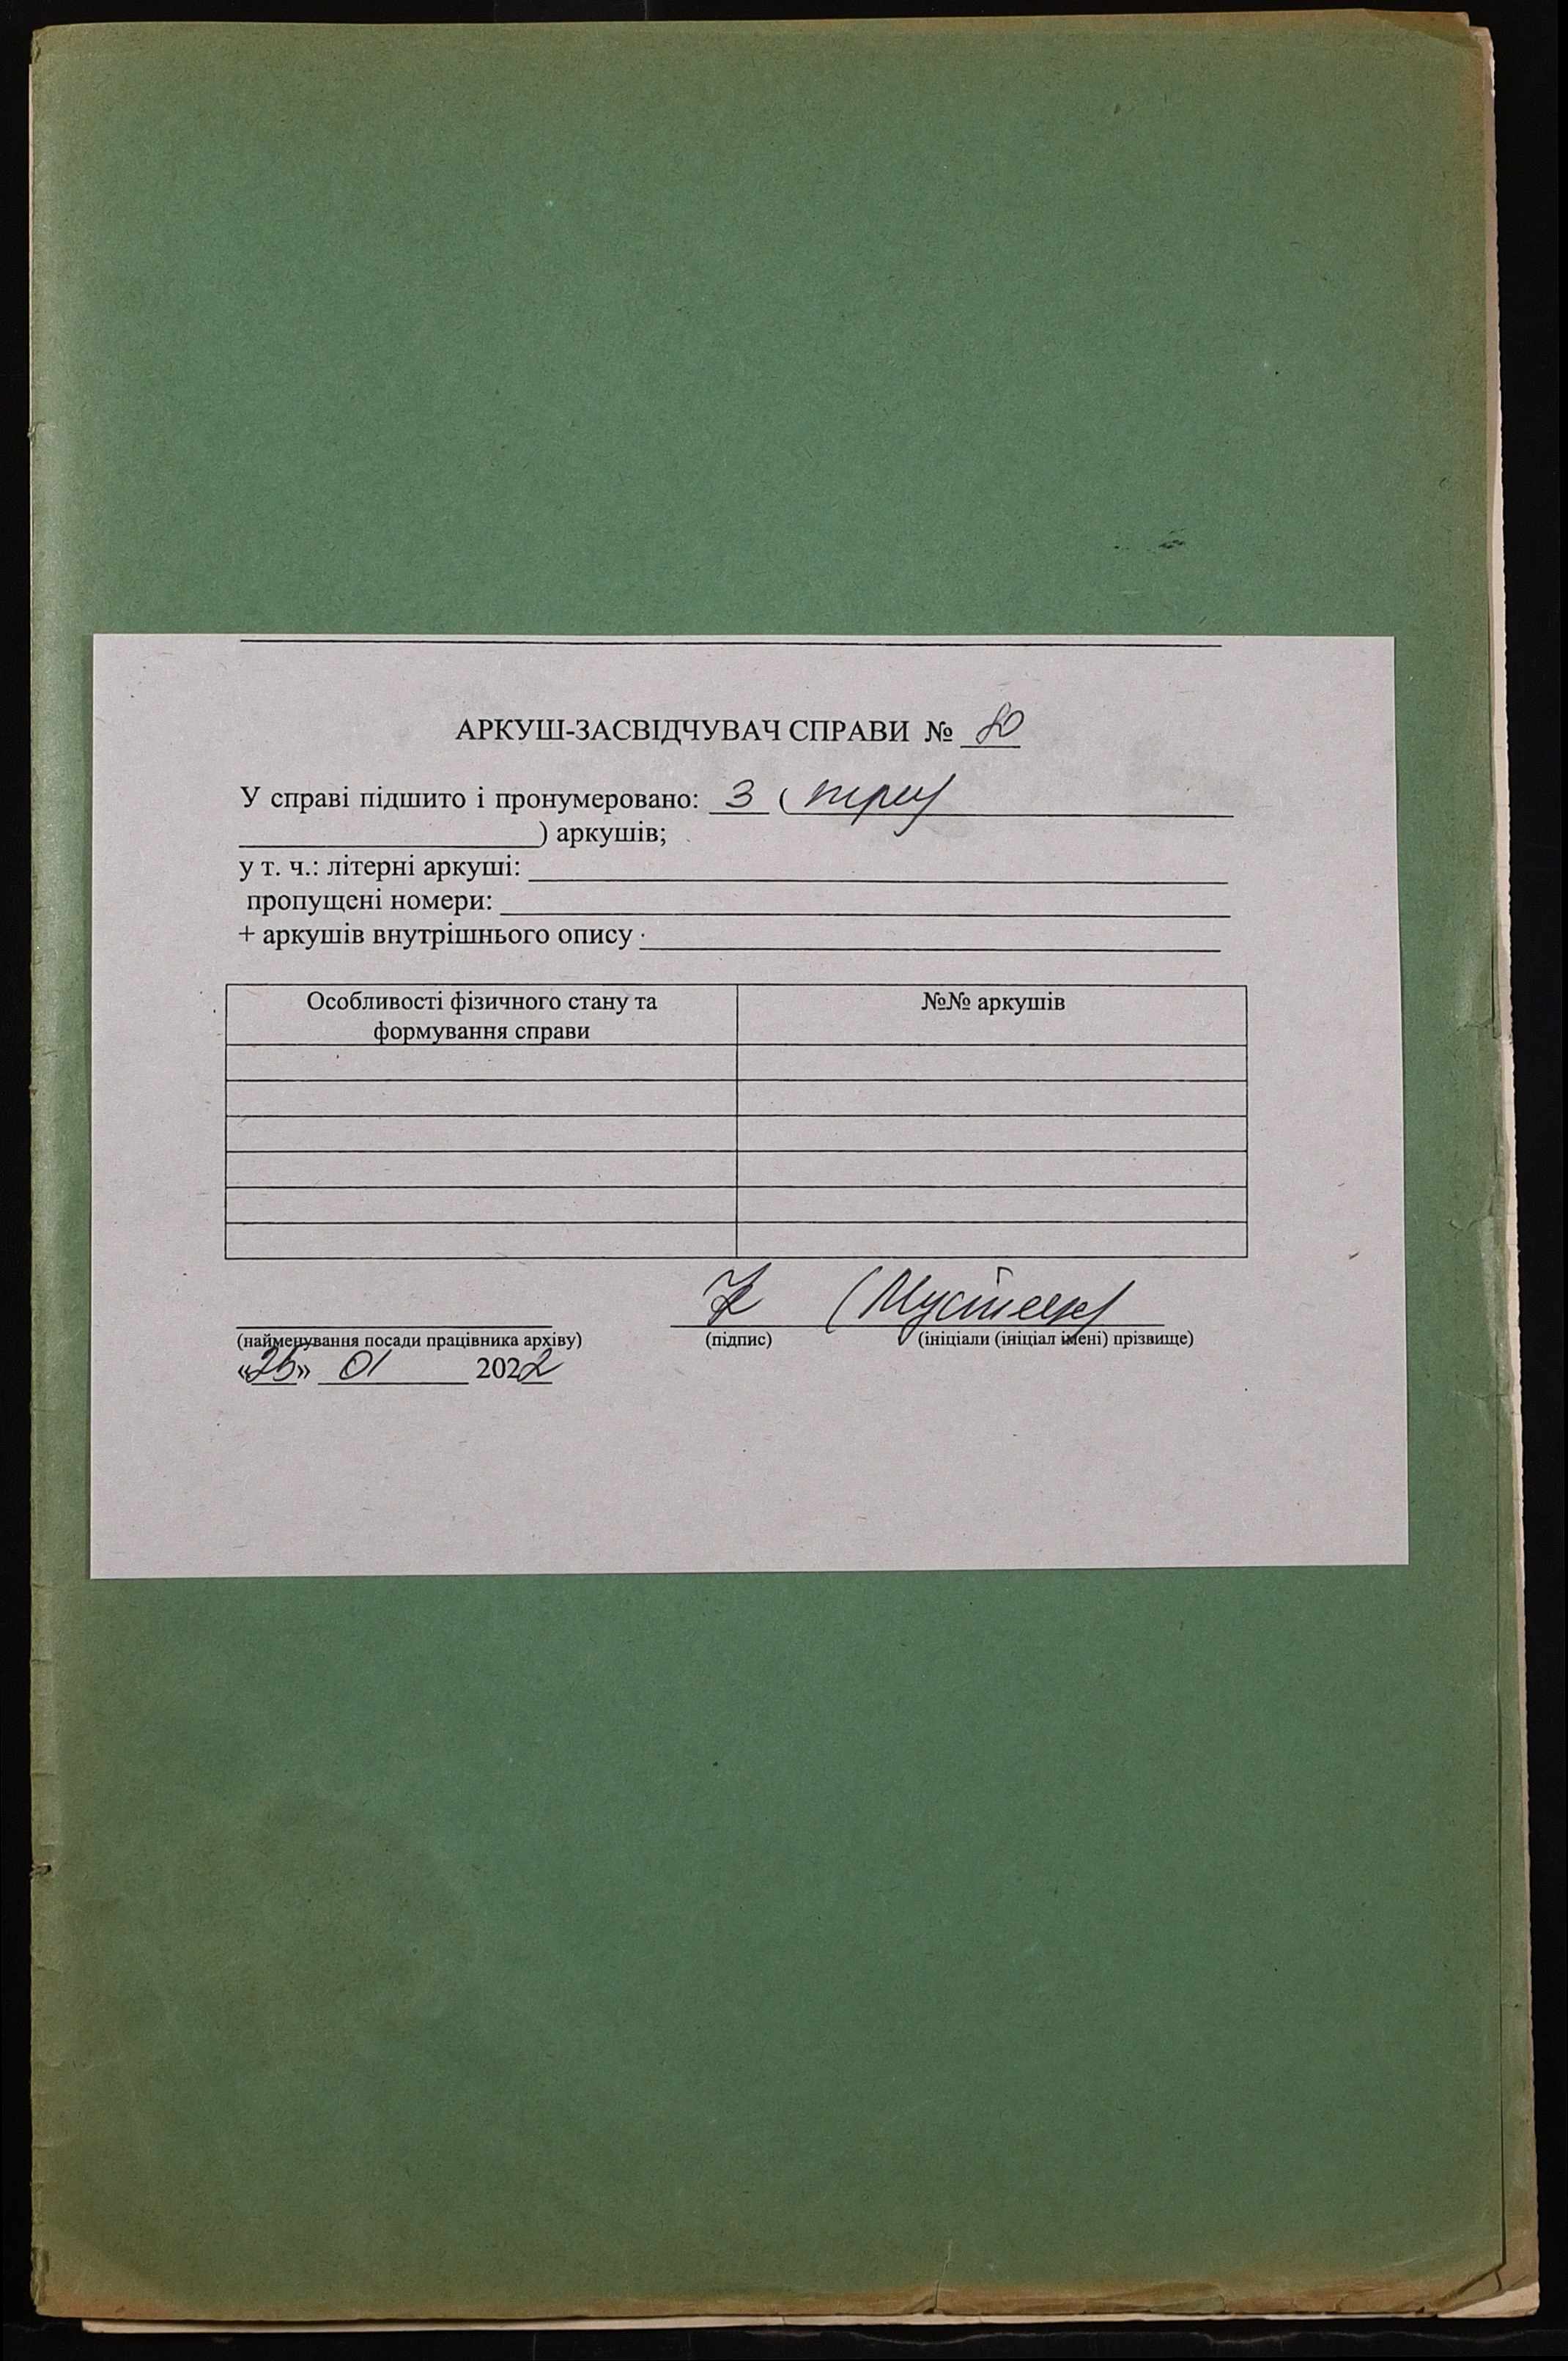 АРКУШ-ЗАСВІДЧУВАЧ СПРАВИ № 80
У справі підшито і пронумеровано: 3 ( три
) аркушів;
у т. ч.: літерні аркуші:
пропущені номери:
+ аркушів внутрішнього опису
Особливості фізичного стану та №№ аркушів
формування справи
(найменування посади працівника архіву) (підпис) (ініціали (ініціал імені) прізвище)
«25» 01 2022